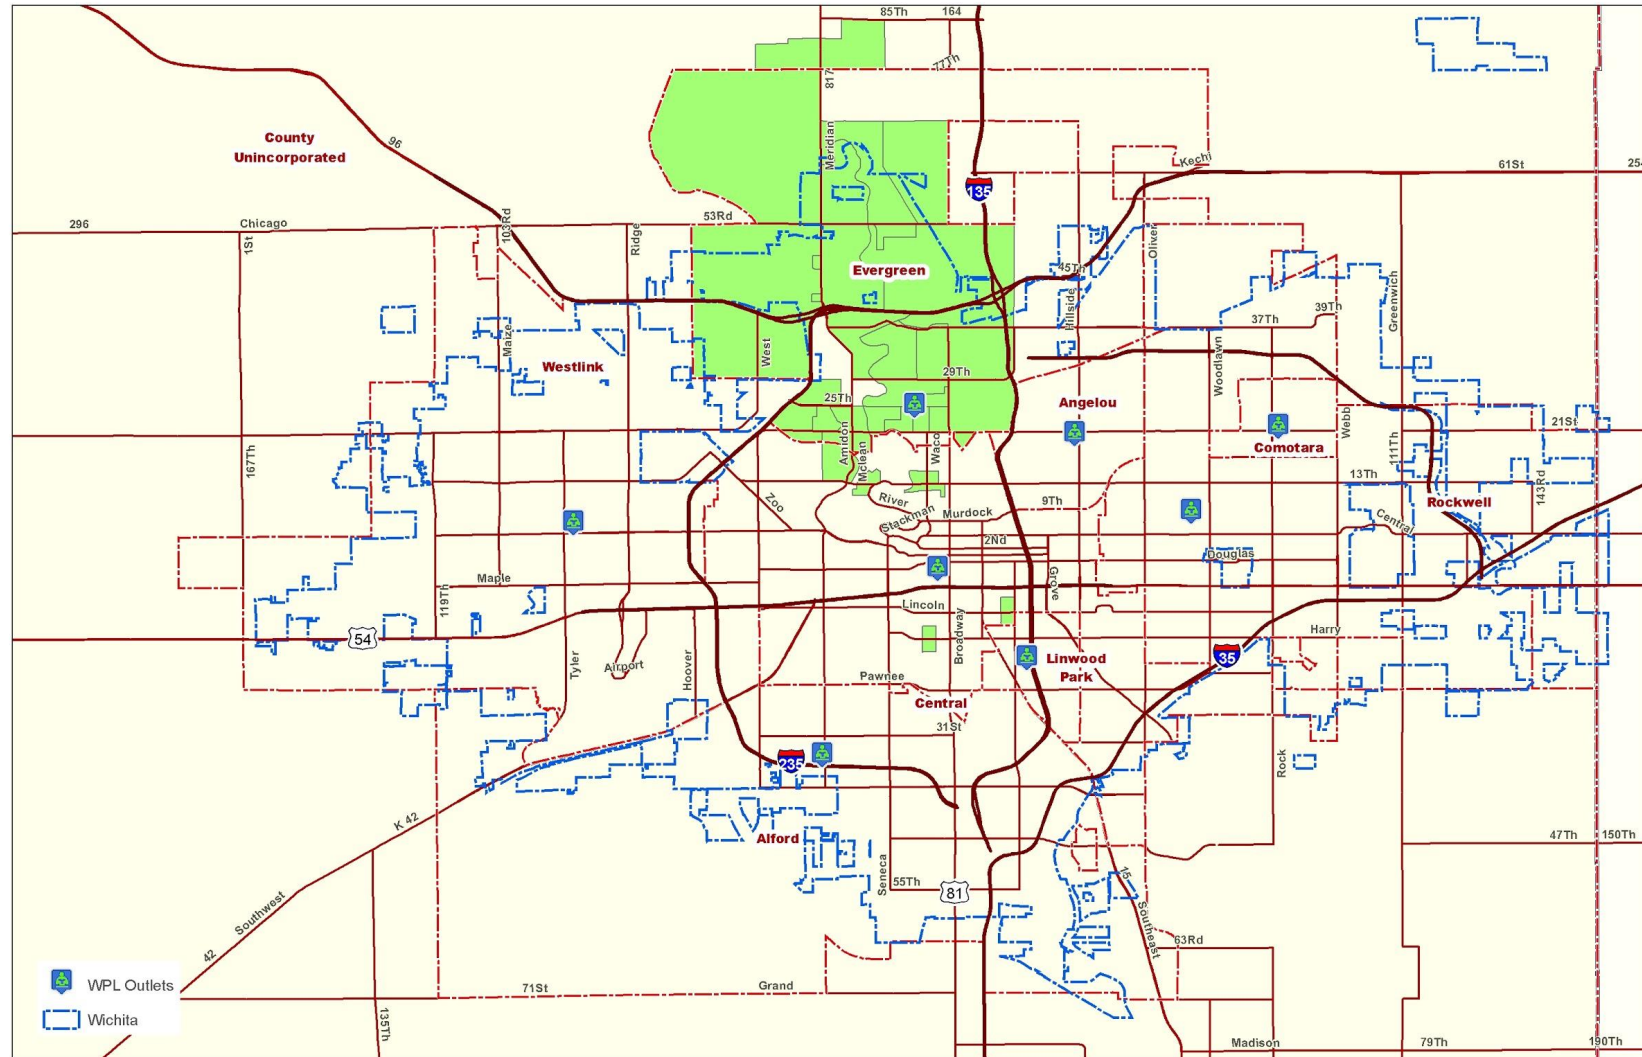 85Th
164
77Th
817
County
Unincorporated
96
Meridian
Kechi
61St
254
135
296
Chicago
1St
103Rd
Ridge
53Rd
Oliver
Evergreen
45Th
Hillside
Greenwich
39Th
37Th
Maize
Westlink
West
Woodlawn
29Th
25Th
Angelou
Webb
21St
Amidon
Mclean
Waco
Comotara
111Th
167Th
13Th
143Rd
Zoo
River
Stackman
Murdock
9Th
Rockwell
Central
2Nd
Douglas
Maple
119Th
Grove
Lincoln
Broadway
54
Harry
35
Tyler
Airport
Hoover
Pawnee
Linwood
Park
Central
31St
235
Rock
K 42
Alford
47Th
150Th
Seneca
55Th
81
15
Southwest
Southeast
42
63Rd
WPL Outlets
71St
Grand
Wichita
135Th
Madison
79Th
190Th